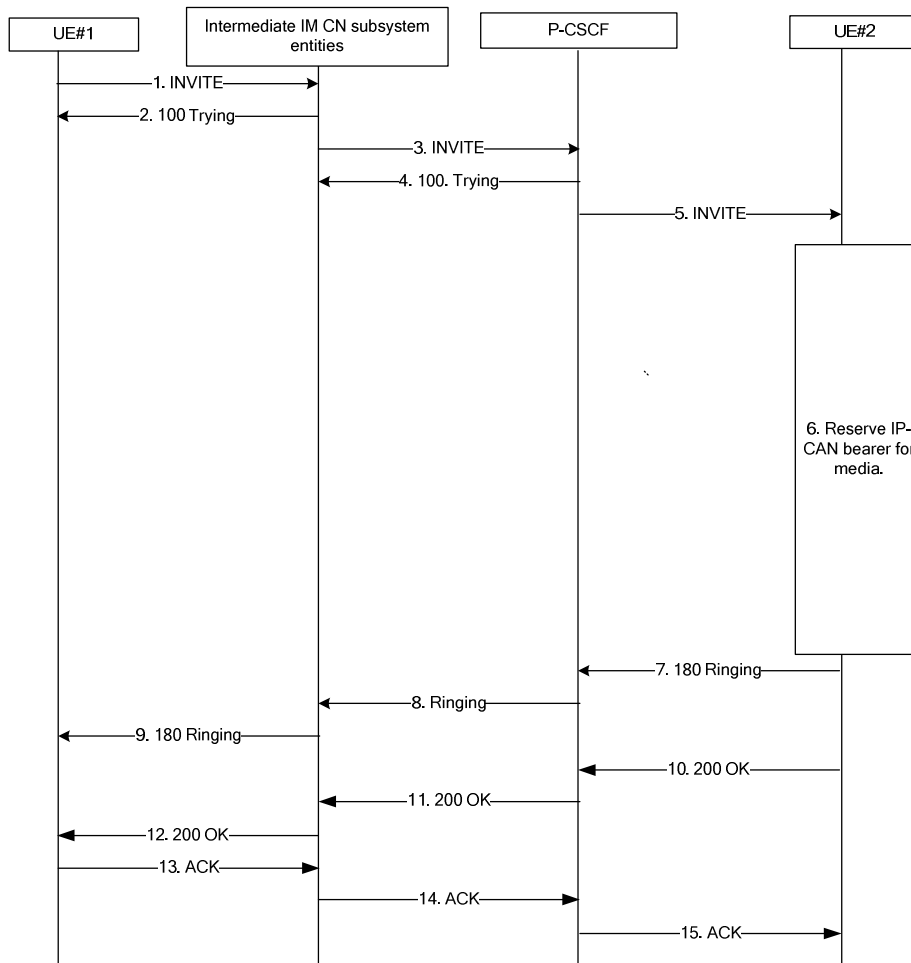 UE#1
Intermediate IM CN subsystem
entities
P-CSCF
UE#2
1. INVITE
2. 100 Trying
3. INVITE
4. 100. Trying
5. INVITE
6. Reserve IP-
CAN bearer for
media.
7. 180 Ringing
8. Ringing
9. 180 Ringing
10. 200 OK
11. 200 OK
12. 200 OK
13. ACK
14. ACK
15. ACK